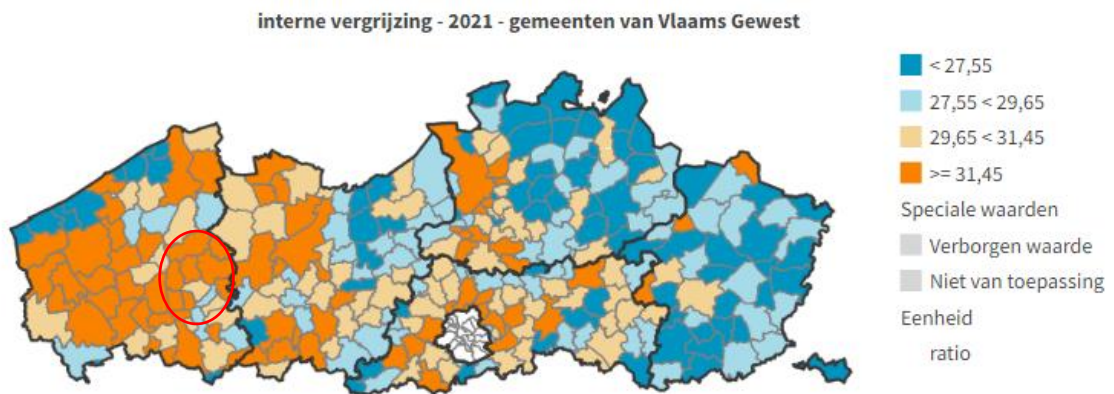 interne vergrijzing - 2021 - gemeenten van Vlaams Gewest
< 27,55
27,55 < 29,65
29,65 < 31,45
>= 31,45
Speciale waarden
Verborgen waarde
Niet van toepassing
Eenheid
ratio